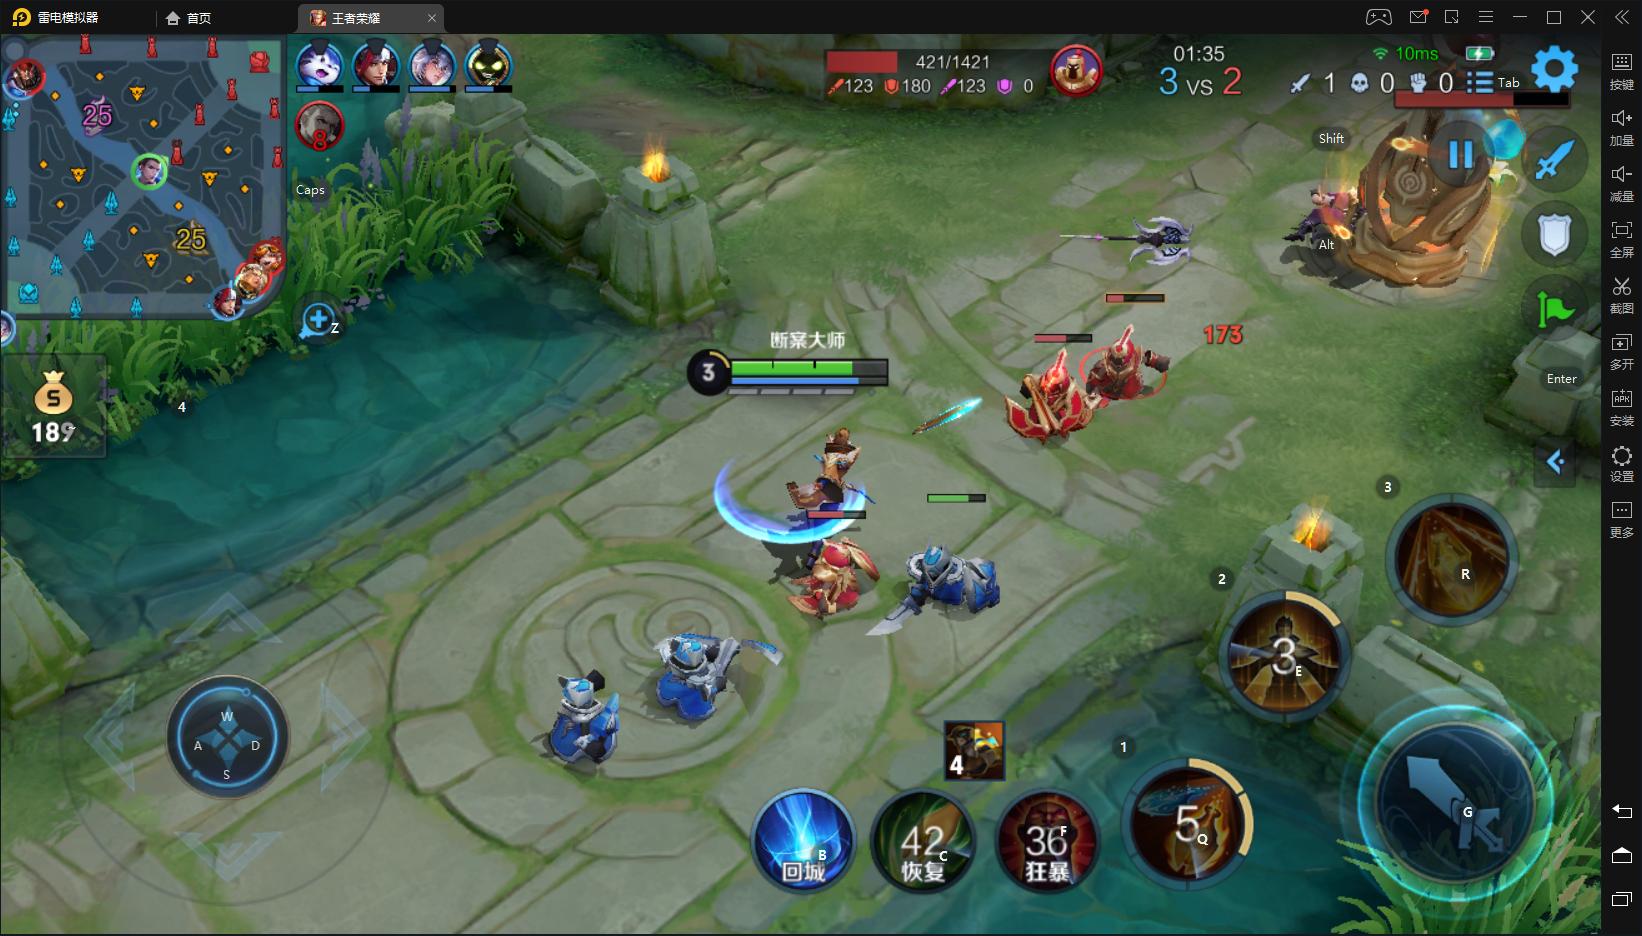 雷电模拟器
首页
王者荣耀
25
25
8
Caps
Z
4
S
421/1421
123 180 123 0
01:35
3 vs 2
10ms
1 0 0 Tab
Shift
Alt
Enter
173
断案大师
3
3
R
2
3 E
1
5 Q
G
4
B
回城
42 C
恢复
36 F
狂暴
W
A D
S
按键
加量
减量
全屏
截图
多开
APK
安装
设置
更多